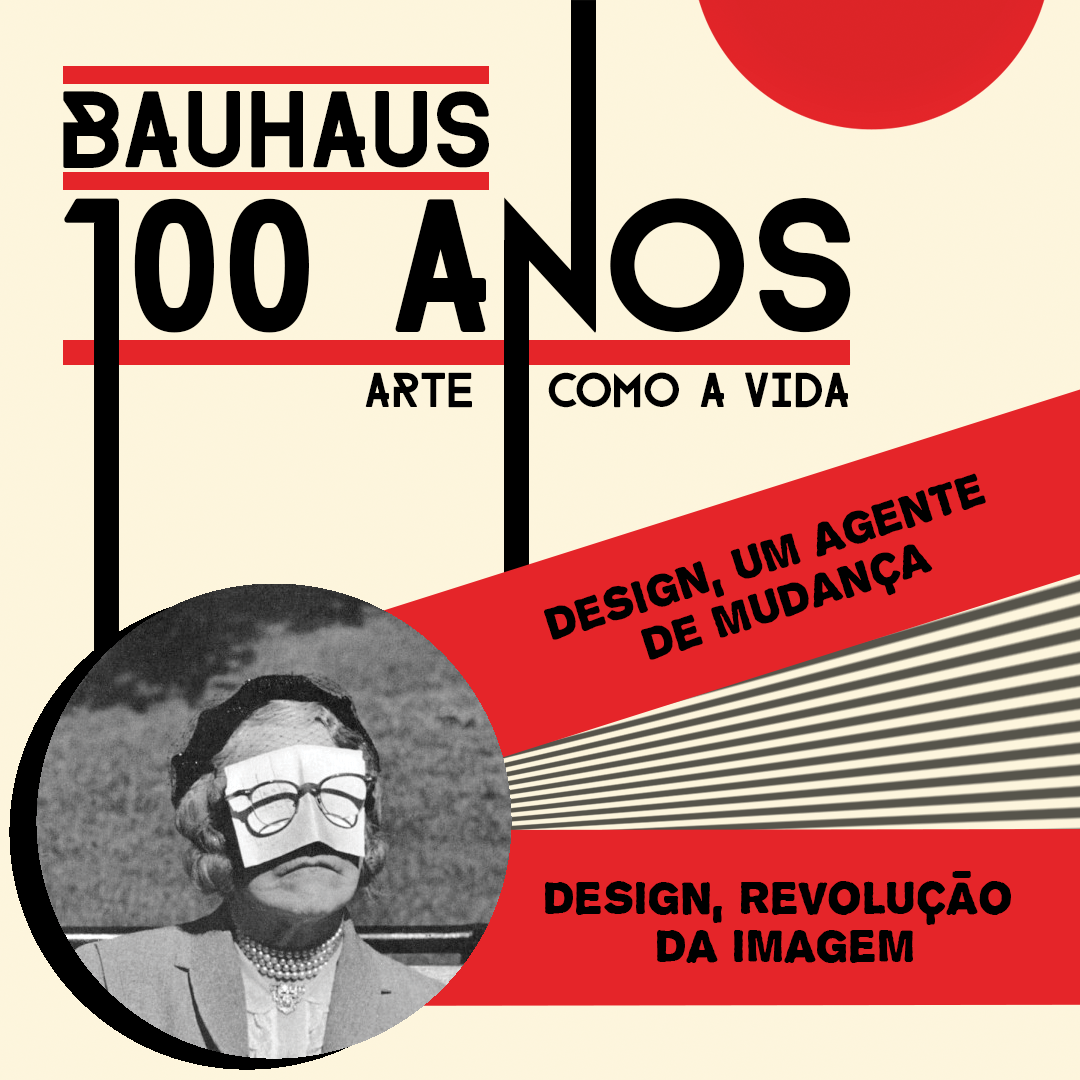 BAUHAUS
100 ANOS
ARTE COMO A VIDA
DESIGN, UM AGENTE
DE MUDANÇA
DESIGN, REVOLUÇÃO
DA IMAGEM